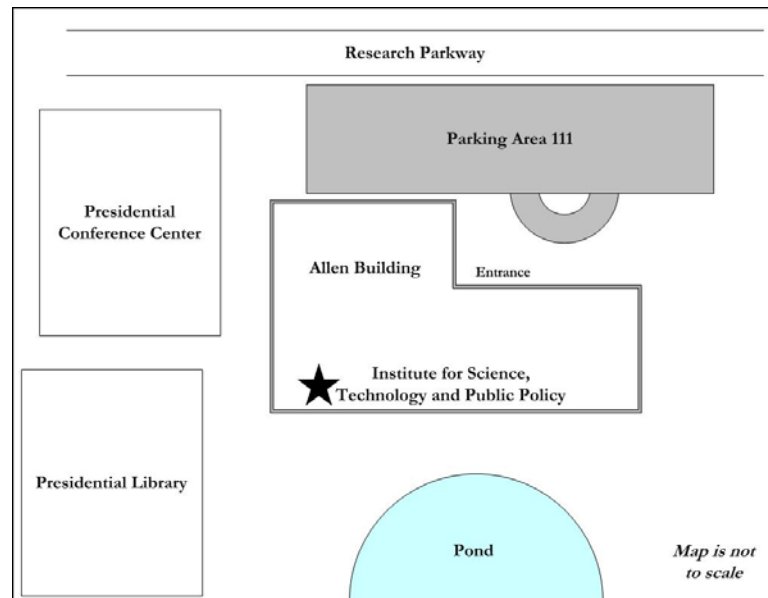 Research Parkway
Parking Area 111
Presidential
Conference Center
Allen Building
Entrance
Institute for Science,
Technology and Public Policy
Presidential Library
Pond
Map is not
to scale